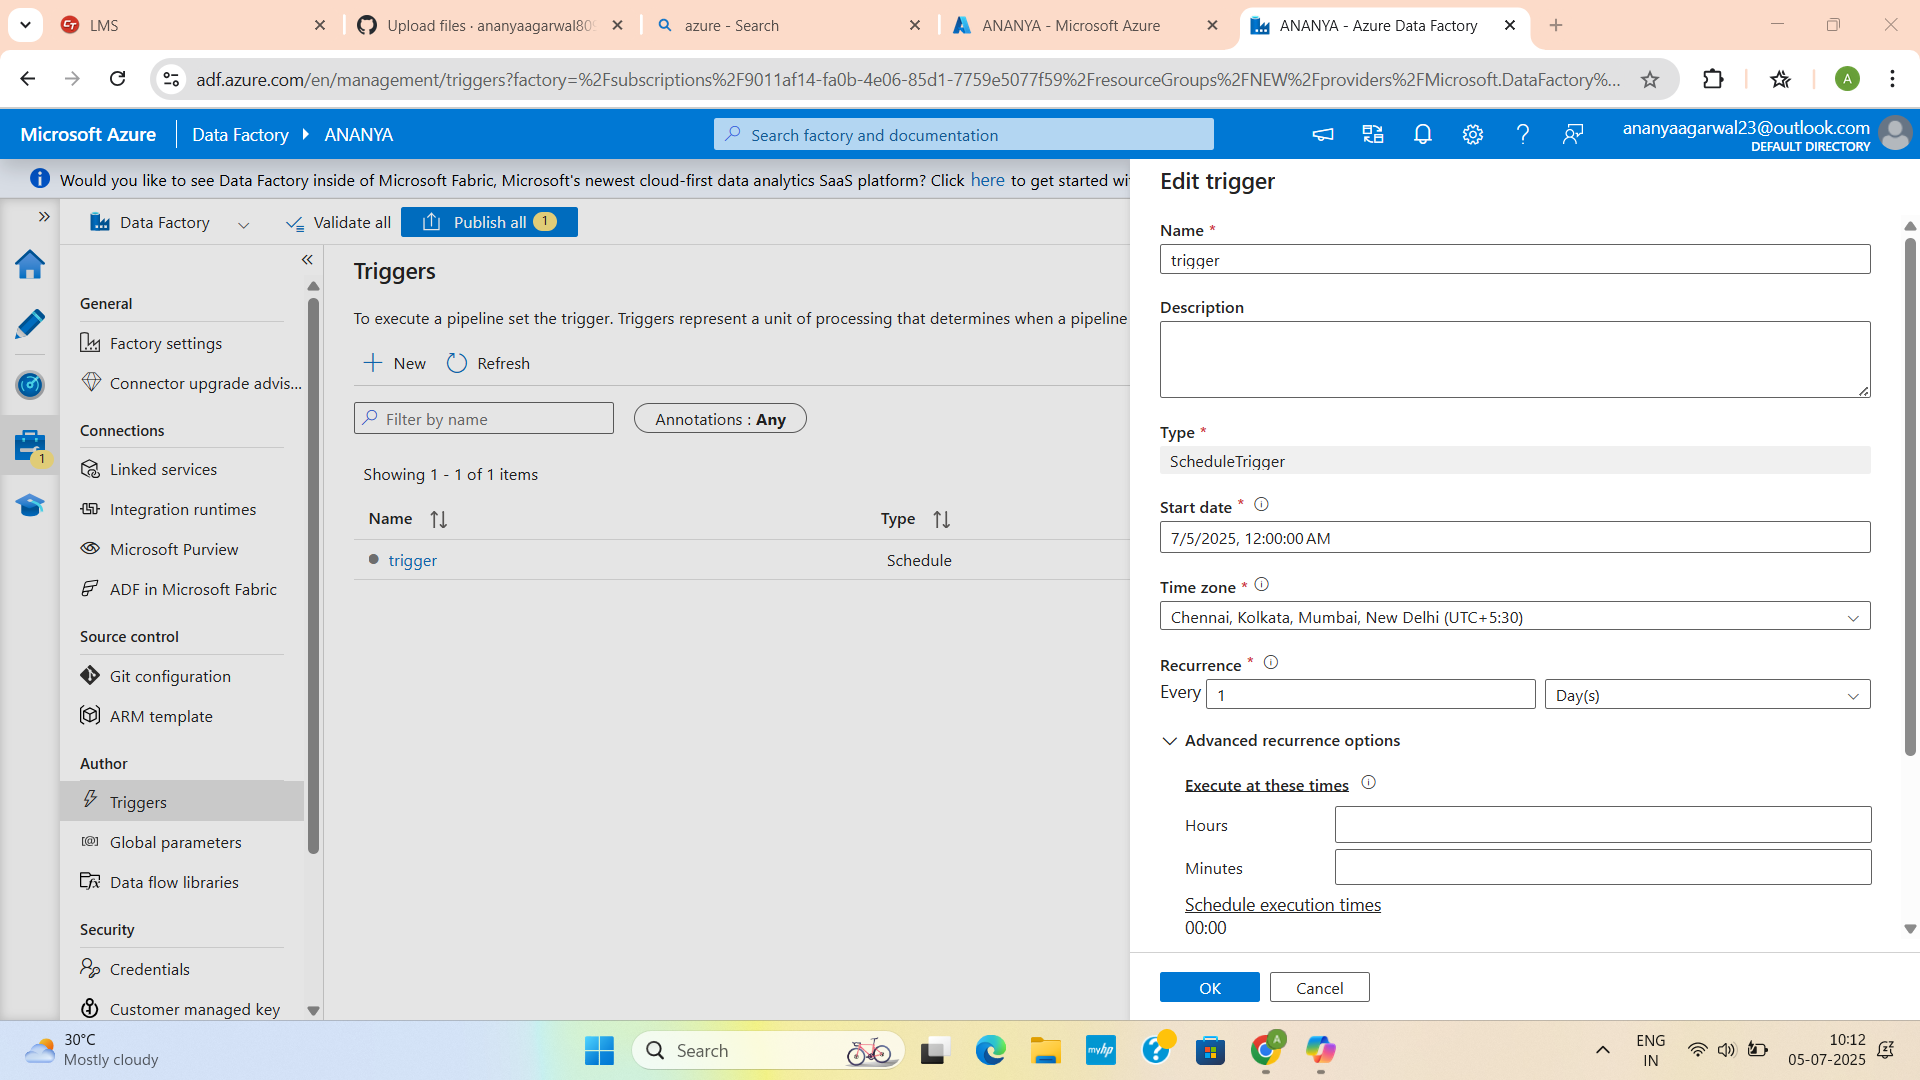 LMS
Upload files · ananyaagarwal809
azure - Search
ANANYA - Microsoft Azure
ANANYA - Azure Data Factory
adf.azure.com/en/management/triggers?factory=%2Fsubscriptions%2F9011af14-fa0b-4e06-85d1-7759e5077f59%2FresourceGroups%2FNEW%2Fproviders%2FMicrosoft.DataFactory%...
A
Microsoft Azure
Data Factory
ANANYA
Search factory and documentation
ananyaagarwal23@outlook.com
DEFAULT DIRECTORY
Would you like to see Data Factory inside of Microsoft Fabric, Microsoft's newest cloud-first data analytics SaaS platform? Click here to get started wi
Data Factory
Validate all
Publish all 1
General
Factory settings
Connector upgrade advis...
Connections
Linked services
Integration runtimes
Microsoft Purview
ADF in Microsoft Fabric
Source control
Git configuration
ARM template
Author
Triggers
Global parameters
Data flow libraries
Security
Credentials
Customer managed key
1
Triggers
To execute a pipeline set the trigger. Triggers represent a unit of processing that determines when a pipeline
New
Refresh
Filter by name
Annotations : Any
Showing 1 - 1 of 1 items
Name
Type
trigger
Schedule
Edit trigger
Name *
trigger
Description
Type *
ScheduleTrigger
Start date *
7/5/2025, 12:00:00 AM
Time zone *
Chennai, Kolkata, Mumbai, New Delhi (UTC+5:30)
Recurrence *
Every 1 Day(s)
Advanced recurrence options
Execute at these times
Hours
Minutes
Schedule execution times
00:00
OK
Cancel
30°C
Mostly cloudy
Search
myhp
A
ENG
IN
10:12
05-07-2025